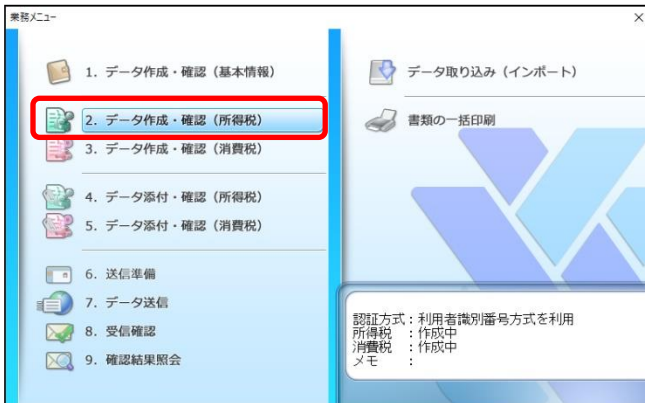 業務メニュー
1. データ作成・確認（基本情報）
2. データ作成・確認（所得税）
3. データ作成・確認（消費税）
4. データ添付・確認（所得税）
5. データ添付・確認（消費税）
6. 送信準備
7. データ送信
8. 受信確認
9. 確認結果照会
データ取り込み（インポート）
書類の一括印刷
認証方式：利用者識別番号方式を利用
所得税　：作成中
消費税　：作成中
メモ　　：